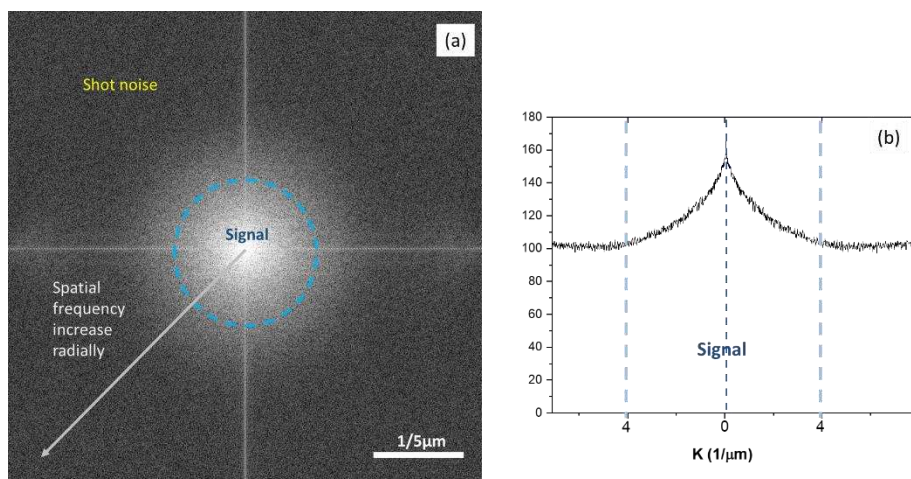 (a)
Shot noise
Signal
Spatial
frequency
increase
radially
1/5μm
(b)
180
160
140
120
100
80
60
40
20
0
Signal
4
0
4
K (1/μm)